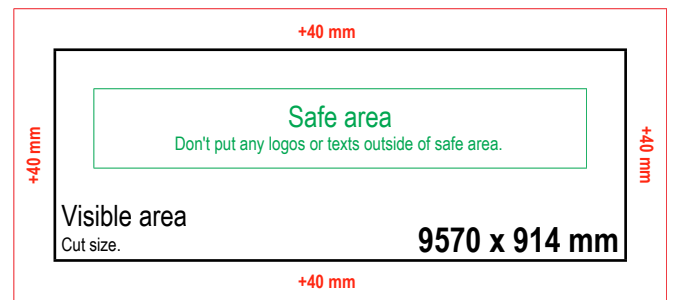 +40 mm
Safe area
Don't put any logos or texts outside of safe area.
+40 mm
+40 mm
Visible area
Cut size.
9570 x 914 mm
+40 mm